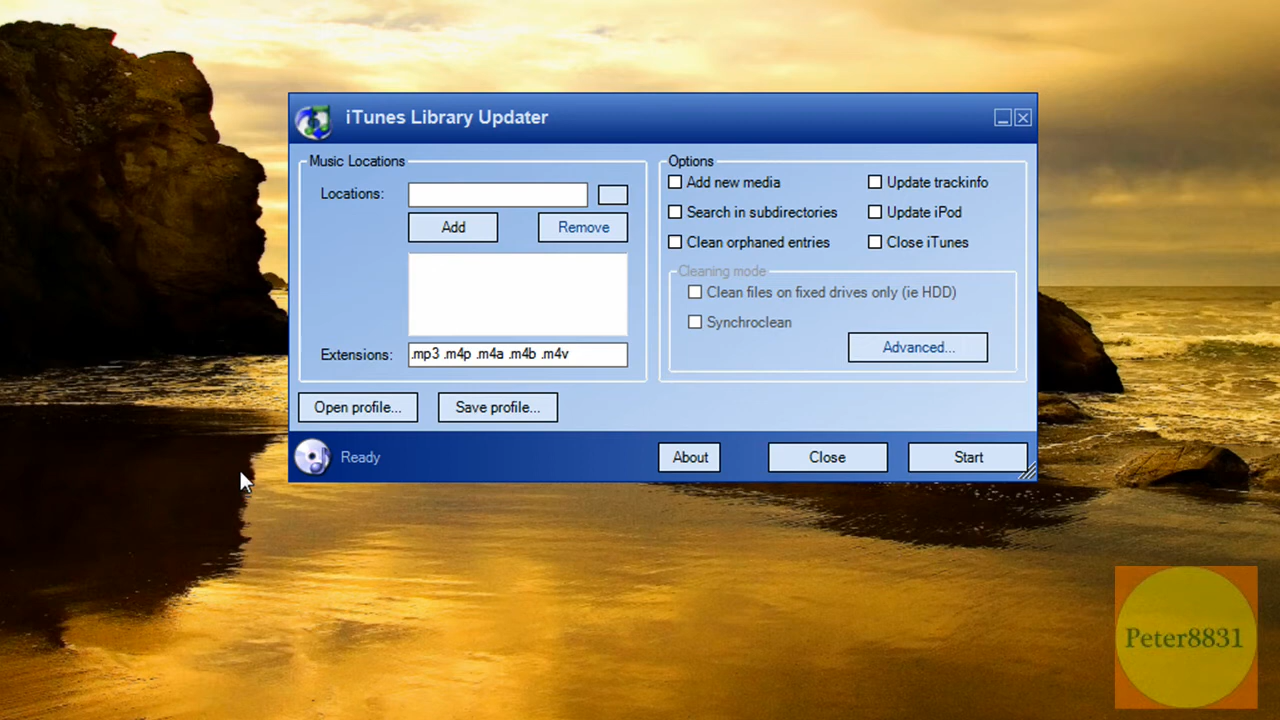 iTunes Library Updater
Music Locations
Locations:
Add
Remove
Extensions:
.mp3 .m4p .m4a .m4b .m4v
Open profile...
Save profile...
Options
Add new media
Update trackinfo
Search in subdirectories
Update iPod
Clean orphaned entries
Close iTunes
Cleaning mode
Clean files on fixed drives only (ie HDD)
Synchroclean
Advanced...
Ready
About
Close
Start
Peter8831